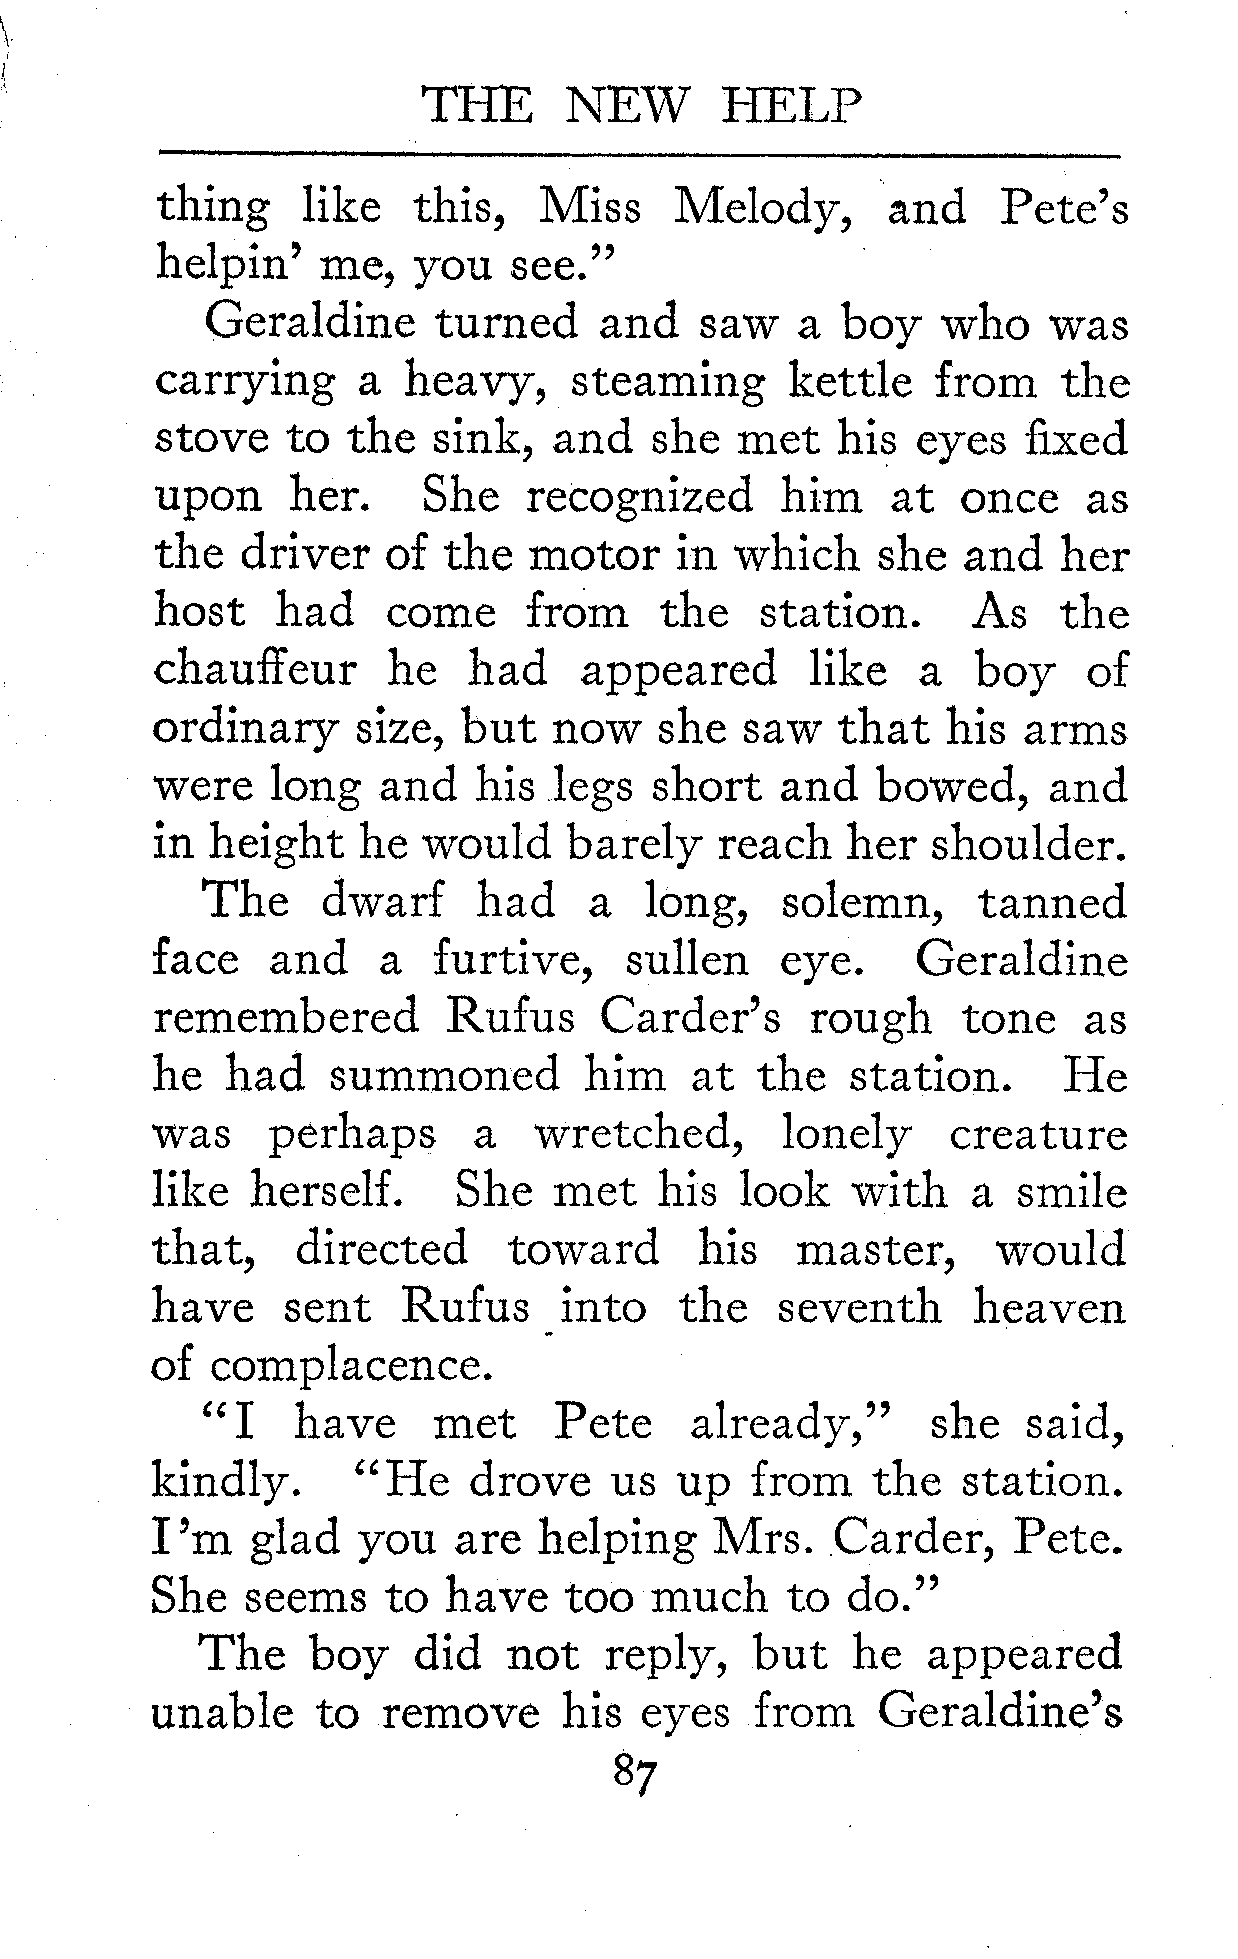 THE NEW HELP
thing like this, Miss Melody, and Pete's
helpin' me, you see."
Geraldine turned and saw a boy who was
carrying a heavy, steaming kettle from the
stove to the sink, and she met his eyes fixed
upon her. She recognized him at once as
the driver of the motor in which she and her
host had come from the station. As the
chauffeur he had appeared like a boy of
ordinary size, but now she saw that his arms
were long and his legs short and bowed, and
in height he would barely reach her shoulder.
The dwarf had a long, solemn, tanned
face and a furtive, sullen eye. Geraldine
remembered Rufus Carder's rough tone as
he had summoned him at the station. He
was perhaps a wretched, lonely creature
like herself. She met his look with a smile
that, directed toward his master, would
have sent Rufus into the seventh heaven
of complacence.
"I have met Pete already," she said,
kindly. "He drove us up from the station.
I'm glad you are helping Mrs. Carder, Pete.
She seems to have too much to do."
The boy did not reply, but he appeared
unable to remove his eyes from Geraldine's
87